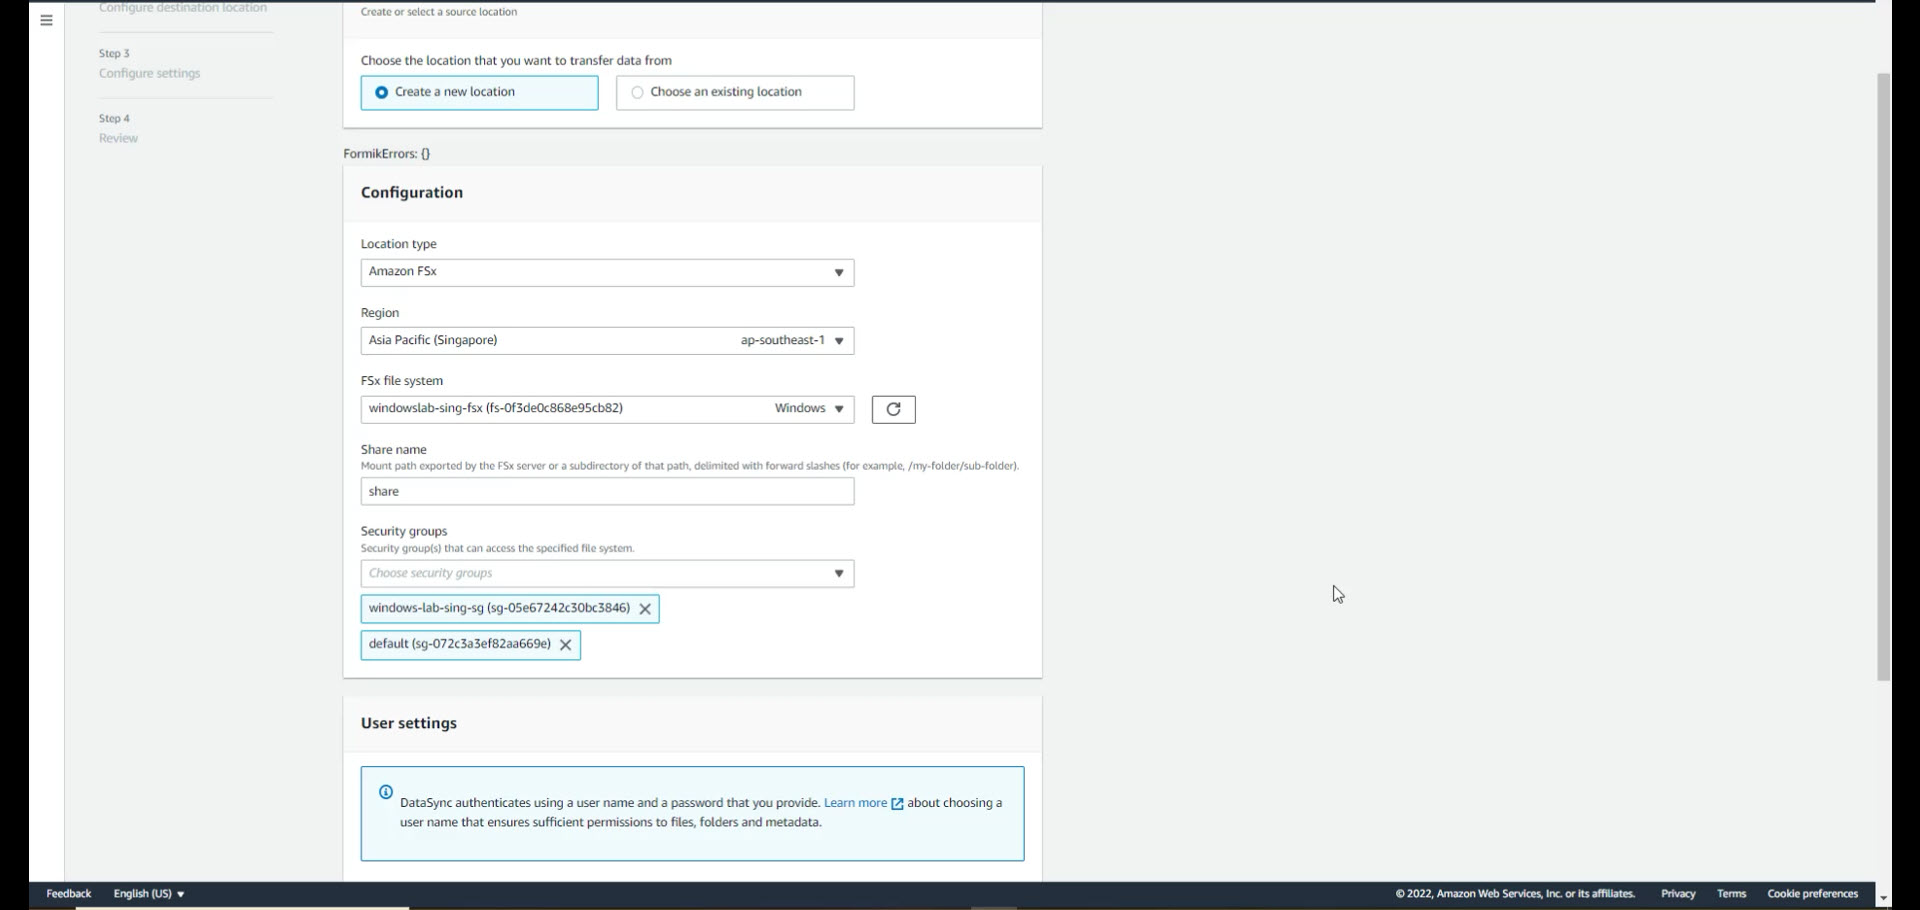 Configure destination location
Step 3
Configure settings
Step 4
Review
Create or select a source location
Choose the location that you want to transfer data from
Create a new location
Choose an existing location
FormikErrors: {}
Configuration
Location type
Amazon FSx
Region
Asia Pacific (Singapore) ap-southeast-1
FSx file system
windowslab-sing-fsx (fs-0f3de0c868e95cb82) Windows
Share name
Mount path exported by the FSx server or a subdirectory of that path, delimited with forward slashes (for example, /my-folder/sub-folder).
share
Security groups
Security group(s) that can access the specified file system.
Choose security groups
windows-lab-sing-sg (sg-05e67242c30bc3846)
default (sg-072c3a3ef82aa669e)
User settings
DataSync authenticates using a user name and a password that you provide. Learn more about choosing a
user name that ensures sufficient permissions to files, folders and metadata.
Feedback English (US) © 2022, Amazon Web Services, Inc. or its affiliates. Privacy Terms Cookie preferences